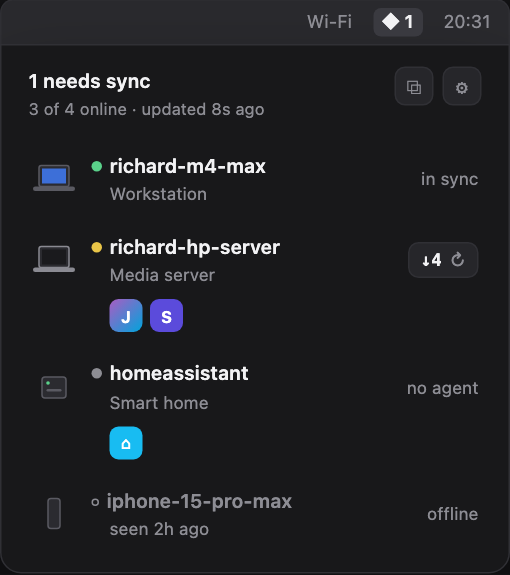 Wi-Fi ◆ 1 20:31
1 needs sync
3 of 4 online · updated 8s ago
richard-m4-max
Workstation
in sync
richard-hp-server
Media server
↓4 ↻
J S
homeassistant
Smart home
no agent
iphone-15-pro-max
seen 2h ago
offline